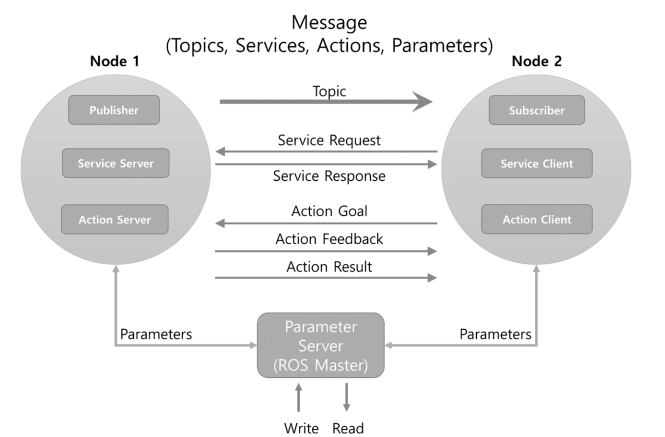 Message
(Topics, Services, Actions, Parameters)
Node 1
Node 2
Publisher
Topic
Subscriber
Service Request
Service Server
Service Client
Service Response
Action Goal
Action Server
Action Client
Action Feedback
Action Result
Parameters
Parameter
Server
(ROS Master)
Parameters
Write
Read